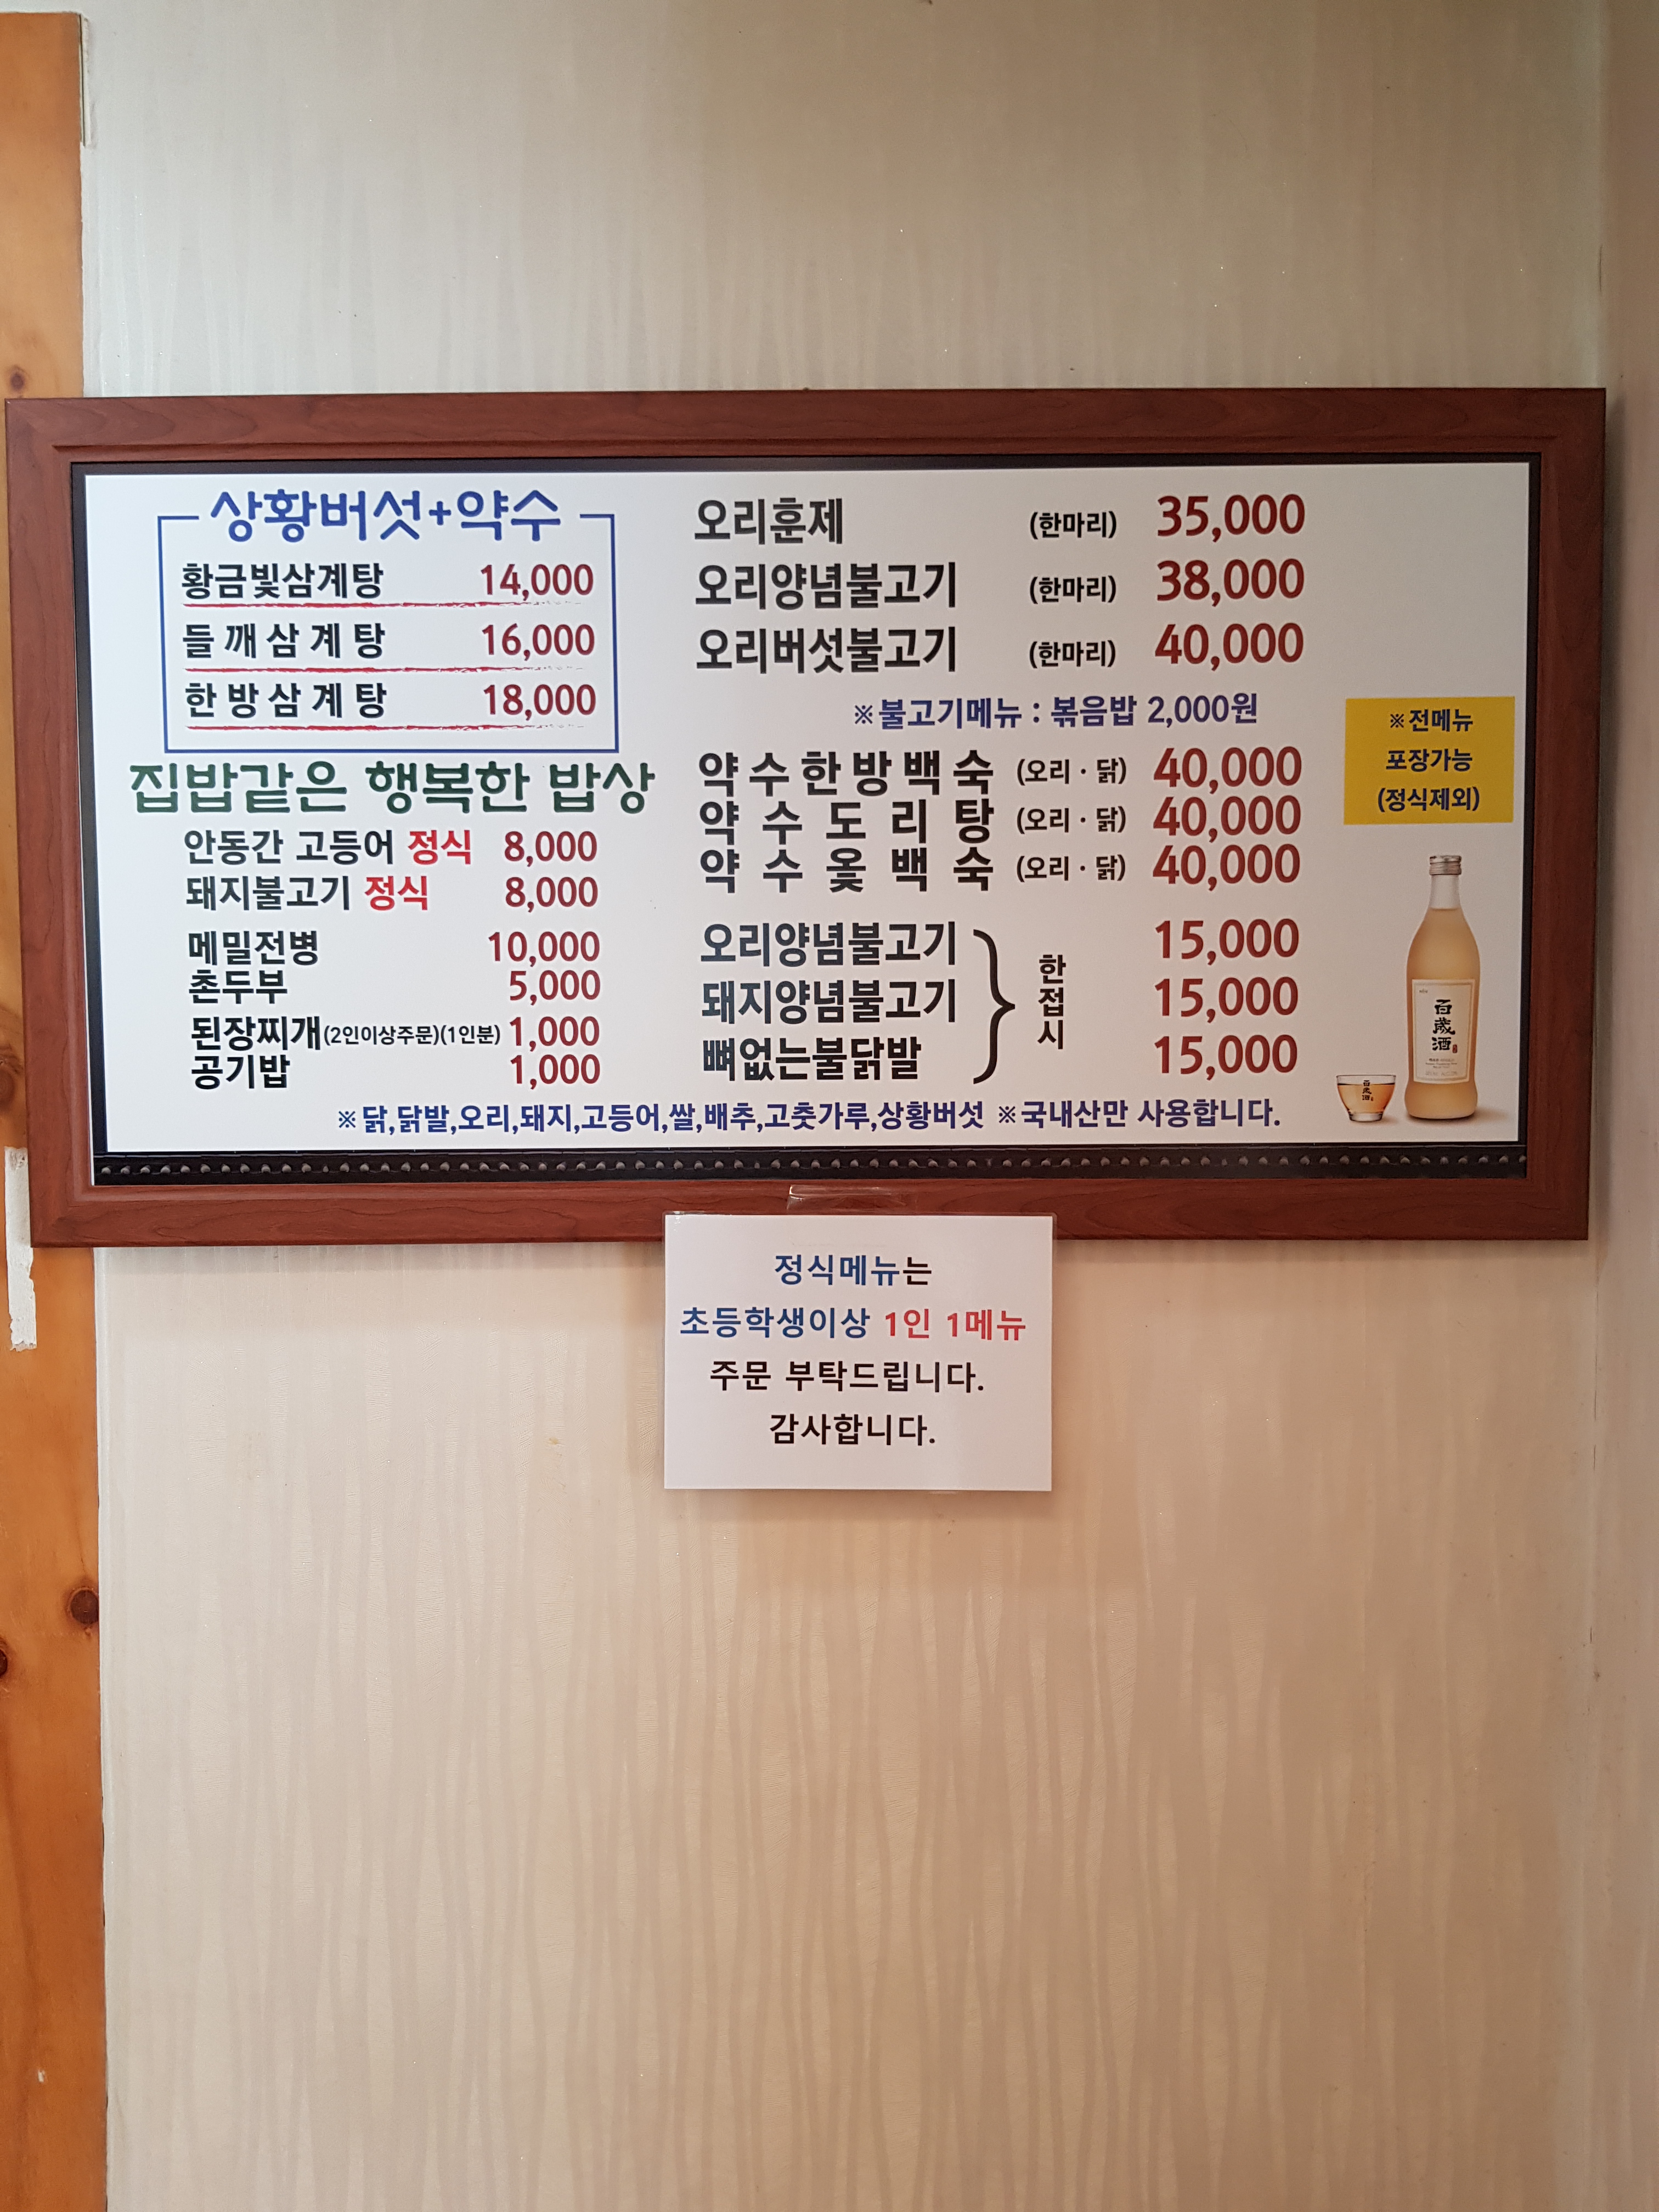 상황버섯+약수
황금빛삼계탕 14,000
들깨삼계탕 16,000
한방삼계탕 18,000
집밥같은 행복한 밥상
안동간 고등어 정식 8,000
돼지불고기 정식 8,000
메밀전병 10,000
촌두부 5,000
된장찌개(2인이상주문)(1인분) 1,000
공기밥 1,000
오리훈제 (한마리) 35,000
오리양념불고기 (한마리) 38,000
오리버섯불고기 (한마리) 40,000
※불고기메뉴 : 볶음밥 2,000원
약수한방백숙 (오리·닭) 40,000
약수도리탕 (오리·닭) 40,000
약수옻백숙 (오리·닭) 40,000
오리양념불고기 15,000
돼지양념불고기 15,000
뼈없는불닭발 15,000
한접시
※전메뉴
포장가능
(정식제외)
百歲酒
百歲酒
※닭,닭발,오리,돼지,고등어,쌀,배추,고춧가루,상황버섯 ※국내산만 사용합니다.
정식메뉴는
초등학생이상 1인 1메뉴
주문 부탁드립니다.
감사합니다.